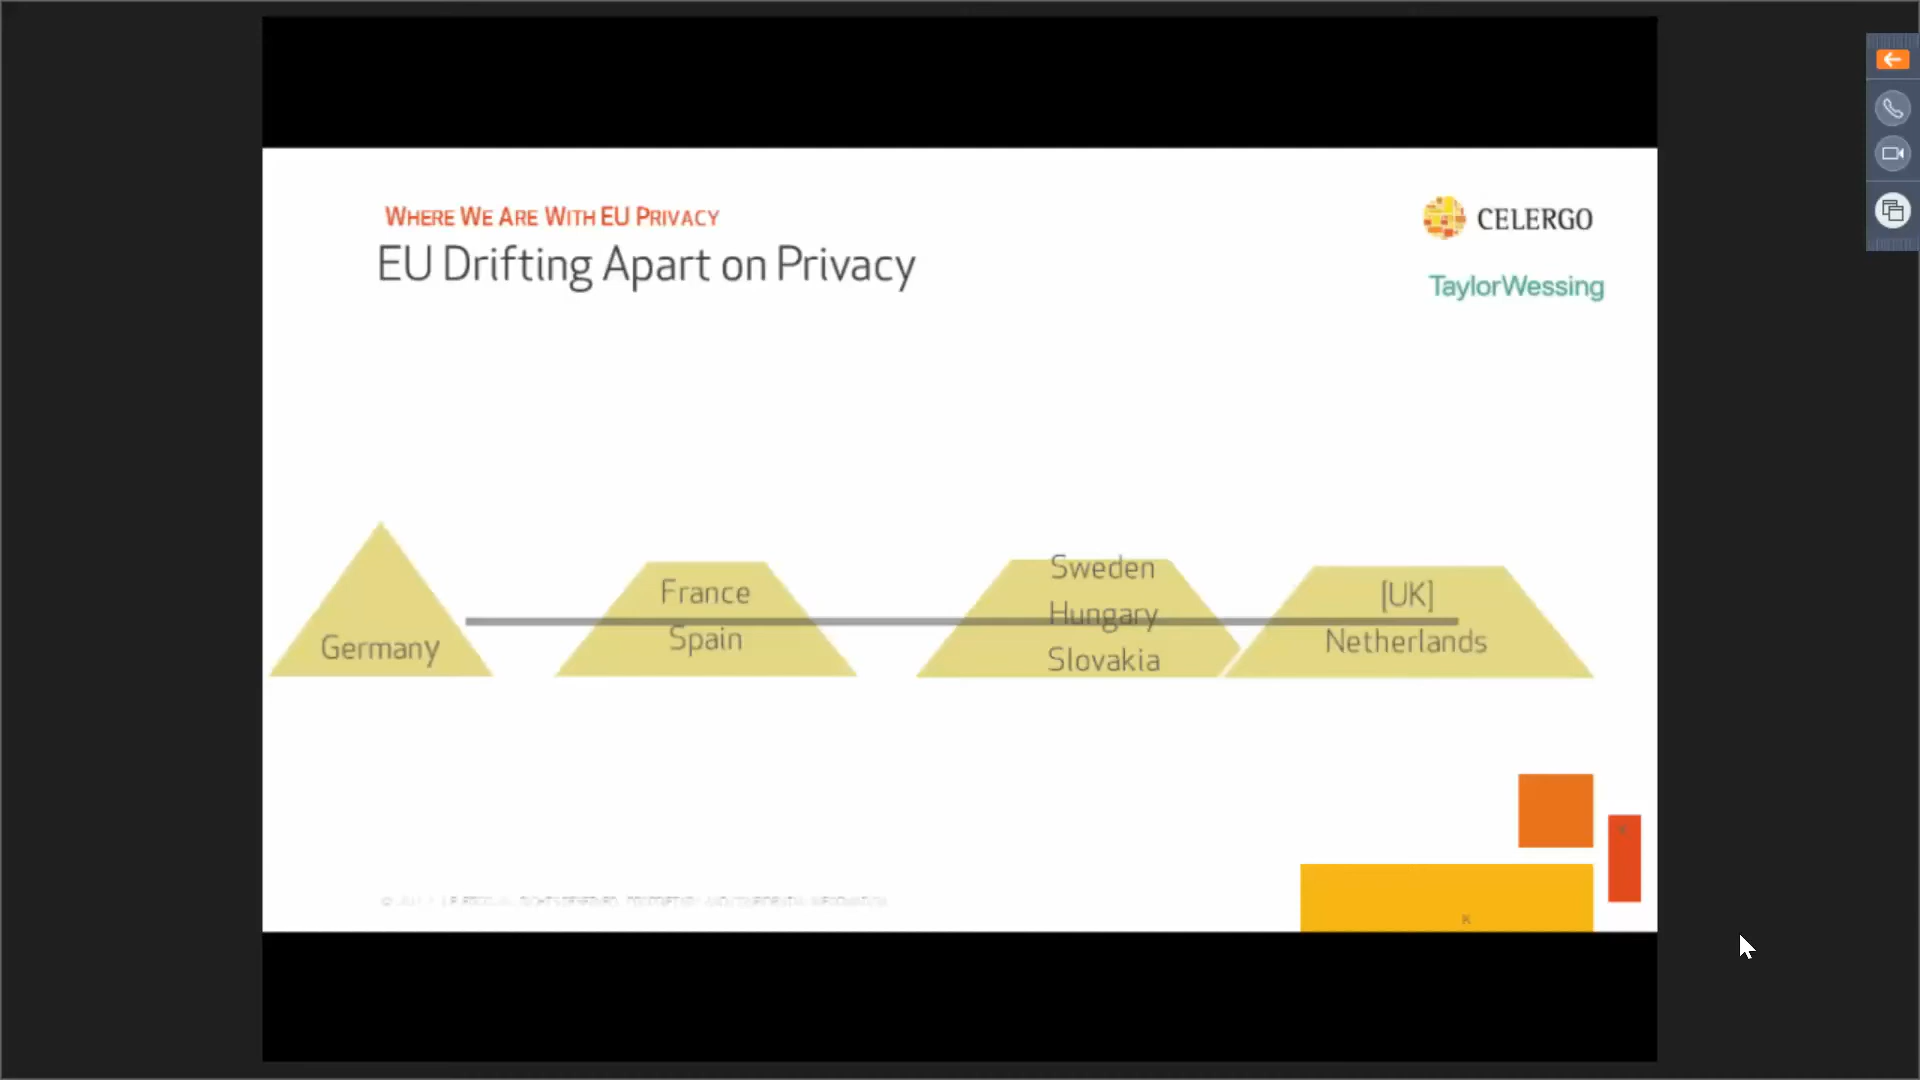 WHERE WE ARE WITH EU PRIVACY
EU Drifting Apart on Privacy
CELERGO
TaylorWessing
Germany
France
Spain
Sweden
Hungary
Slovakia
[UK]
Netherlands